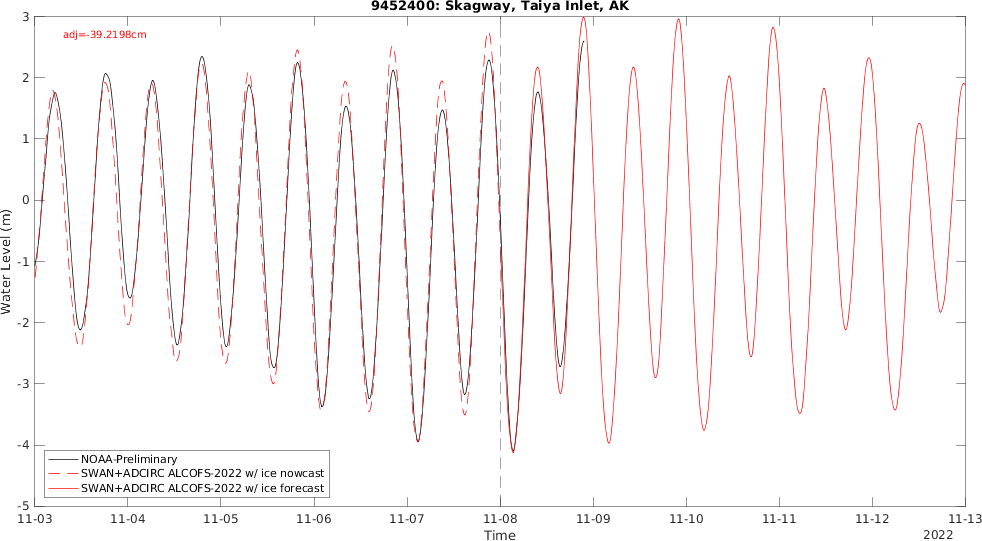 9452400: Skagway, Taiya Inlet, AK
adj=-39.2198cm
Water Level (m)
3
2
1
0
-1
-2
-3
-4
-5
NOAA-Preliminary
SWAN+ADCIRC ALCOFS-2022 w/ ice nowcast
SWAN+ADCIRC ALCOFS-2022 w/ ice forecast
11-03 11-04 11-05 11-06 11-07 11-08 11-09 11-10 11-11 11-12 11-13
Time
2022